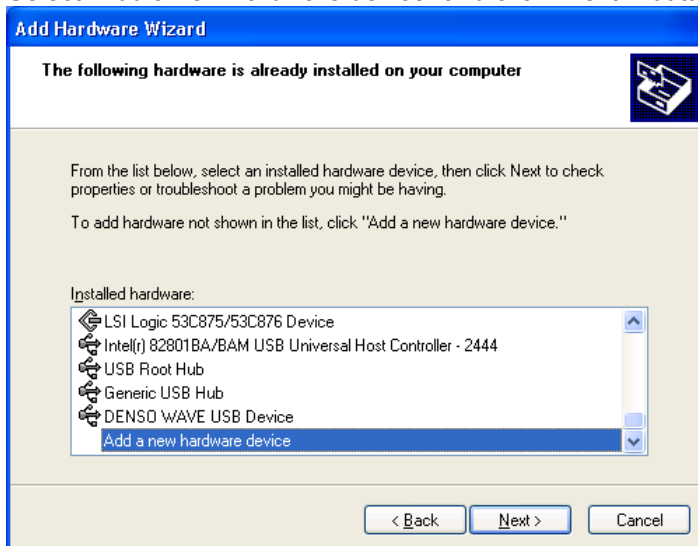 Add Hardware Wizard
The following hardware is already installed on your computer
From the list below, select an installed hardware device, then click Next to check
properties or troubleshoot a problem you might be having.
To add hardware not shown in the list, click "Add a new hardware device."
Installed hardware:
LSI Logic 53C875/53C876 Device
Intel(r) 82801BA/BAM USB Universal Host Controller - 2444
USB Root Hub
Generic USB Hub
DENSO WAVE USB Device
Add a new hardware device
< Back
Next >
Cancel